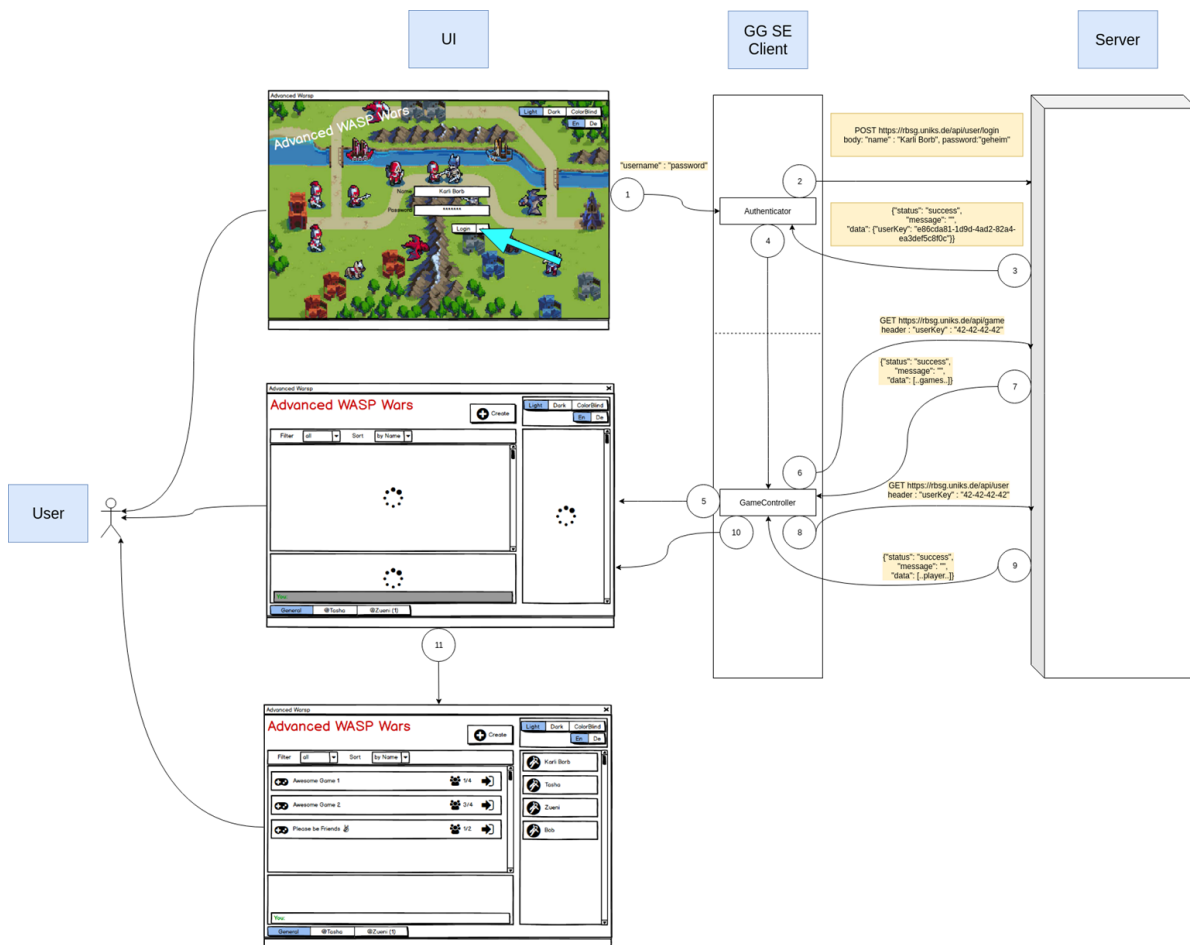 UI
GG SE
Client
Server
User
Advanced Warsp
Advanced WASP Wars
Light Dark ColorBlind
En De
Name Karli Borb
Password *******
Login
"username" : "password"
1
POST https://rbsg.uniks.de/api/user/login
body: "name" : "Karli Borb", password:"geheim"
2
Authenticator
{"status": "success",
"message": "",
"data": {"userKey": "e86cda81-1d9d-4ad2-82a4-
ea3def5c8f0c"}}
4
3
GET https://rbsg.uniks.de/api/game
header : "userKey" : "42-42-42-42"
{"status": "success",
"message": "",
"data": [..games..]}
7
6
GET https://rbsg.uniks.de/api/user
header : "userKey" : "42-42-42-42"
5
GameController
10
8
{"status": "success",
"message": "",
"data": [..player..]}
9
Advanced Warsp
Advanced WASP Wars
Create
Light Dark ColorBlind
En De
Filter all Sort by Name
You:
General @Tasha @Zueni (1)
11
Advanced Warsp
Advanced WASP Wars
Create
Light Dark ColorBlind
En De
Filter all Sort by Name
Awesome Game 1 1/4
Awesome Game 2 3/4
Please be Friends ✌ 1/2
Karli Borb
Tasha
Zueni
Bob
You:
General @Tasha @Zueni (1)